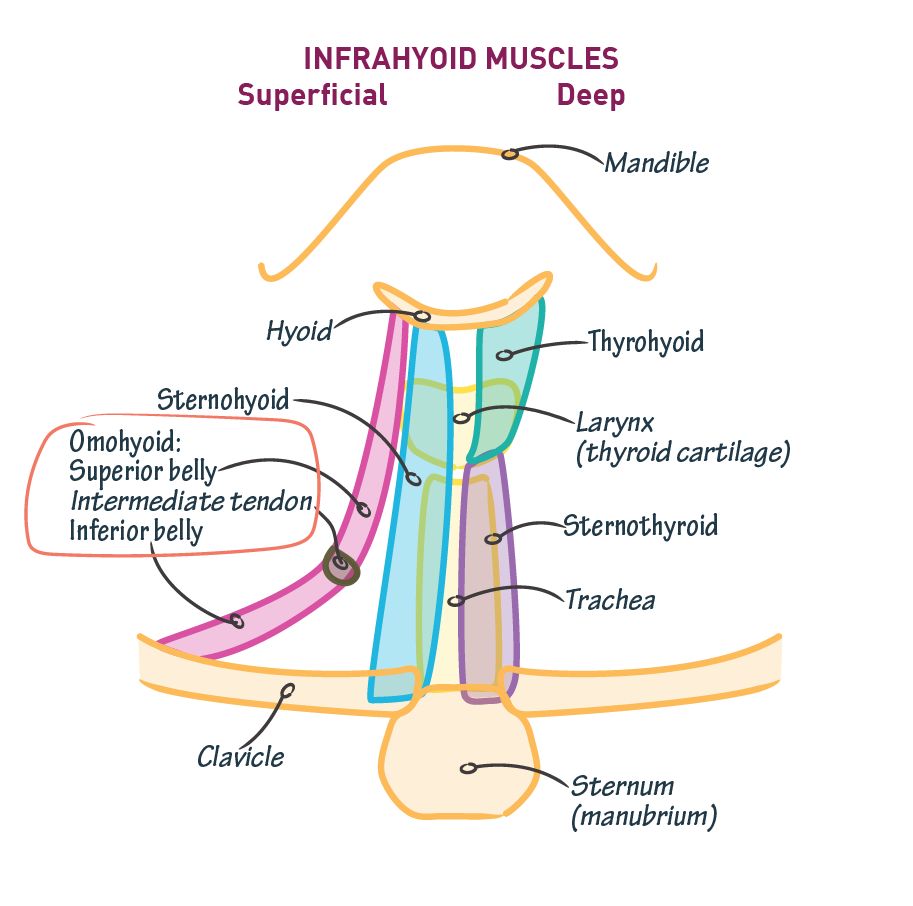 INFRAHYOID MUSCLES
Superficial
Deep
Mandible
Hyoid
Thyrohyoid
Sternohyoid
Larynx
(thyroid cartilage)
Omohyoid:
Superior belly
Intermediate tendon
Inferior belly
Sternothyroid
Trachea
Clavicle
Sternum
(manubrium)